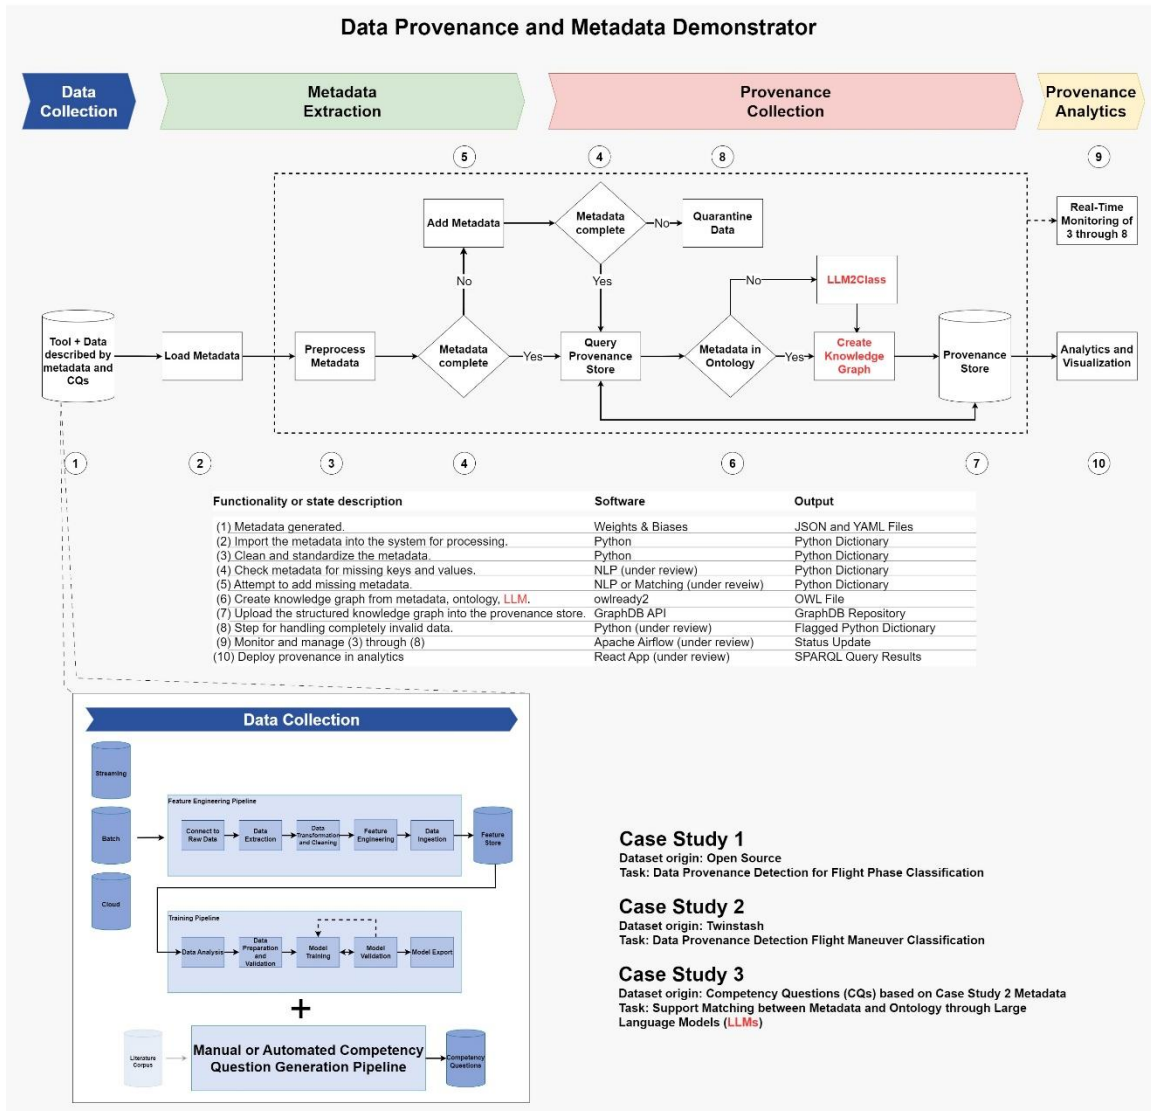 Data Provenance and Metadata Demonstrator
Data
Collection
Metadata
Extraction
Provenance
Collection
Provenance
Analytics
5
4
8
9
Add Metadata
Metadata
complete
No
Quarantine
Data
Real-Time
Monitoring of
3 through 8
No
Yes
No
LLM2Class
Tool + Data
described by
metadata and
CQs
Load Metadata
Preprocess
Metadata
Metadata
complete
Yes
Query
Provenance
Store
Metadata in
Ontology
Yes
Create
Knowledge
Graph
Provenance
Store
Analytics and
Visualization
1
2
3
4
6
7
10
Functionality or state description Software Output
(1) Metadata generated. Weights & Biases JSON and YAML Files
(2) Import the metadata into the system for processing. Python Python Dictionary
(3) Clean and standardize the metadata. Python Python Dictionary
(4) Check metadata for missing keys and values. NLP (under review) Python Dictionary
(5) Attempt to add missing metadata. NLP or Matching (under reveiw) Python Dictionary
(6) Create knowledge graph from metadata, ontology, LLM. owlready2 OWL File
(7) Upload the structured knowledge graph into the provenance store. GraphDB API GraphDB Repository
(8) Step for handling completely invalid data. Python (under review) Flagged Python Dictionary
(9) Monitor and manage (3) through (8) Apache Airflow (under review) Status Update
(10) Deploy provenance in analytics React App (under review) SPARQL Query Results
Data Collection
Streaming
Batch
Cloud
Feature Engineering Pipeline
Connect to
Raw Data
Data
Extraction
Data
Transformation
and Cleaning
Feature
Engineering
Data
Ingestion
Feature
Store
Training Pipeline
Data Analysis
Data
Preparation
and
Validation
Model
Training
Model
Validation
Model Export
+
Literature
Corpus
Manual or Automated Competency
Question Generation Pipeline
Competency
Questions
Case Study 1
Dataset origin: Open Source
Task: Data Provenance Detection for Flight Phase Classification
Case Study 2
Dataset origin: Twinstash
Task: Data Provenance Detection Flight Maneuver Classification
Case Study 3
Dataset origin: Competency Questions (CQs) based on Case Study 2 Metadata
Task: Support Matching between Metadata and Ontology through Large
Language Models (LLMs)